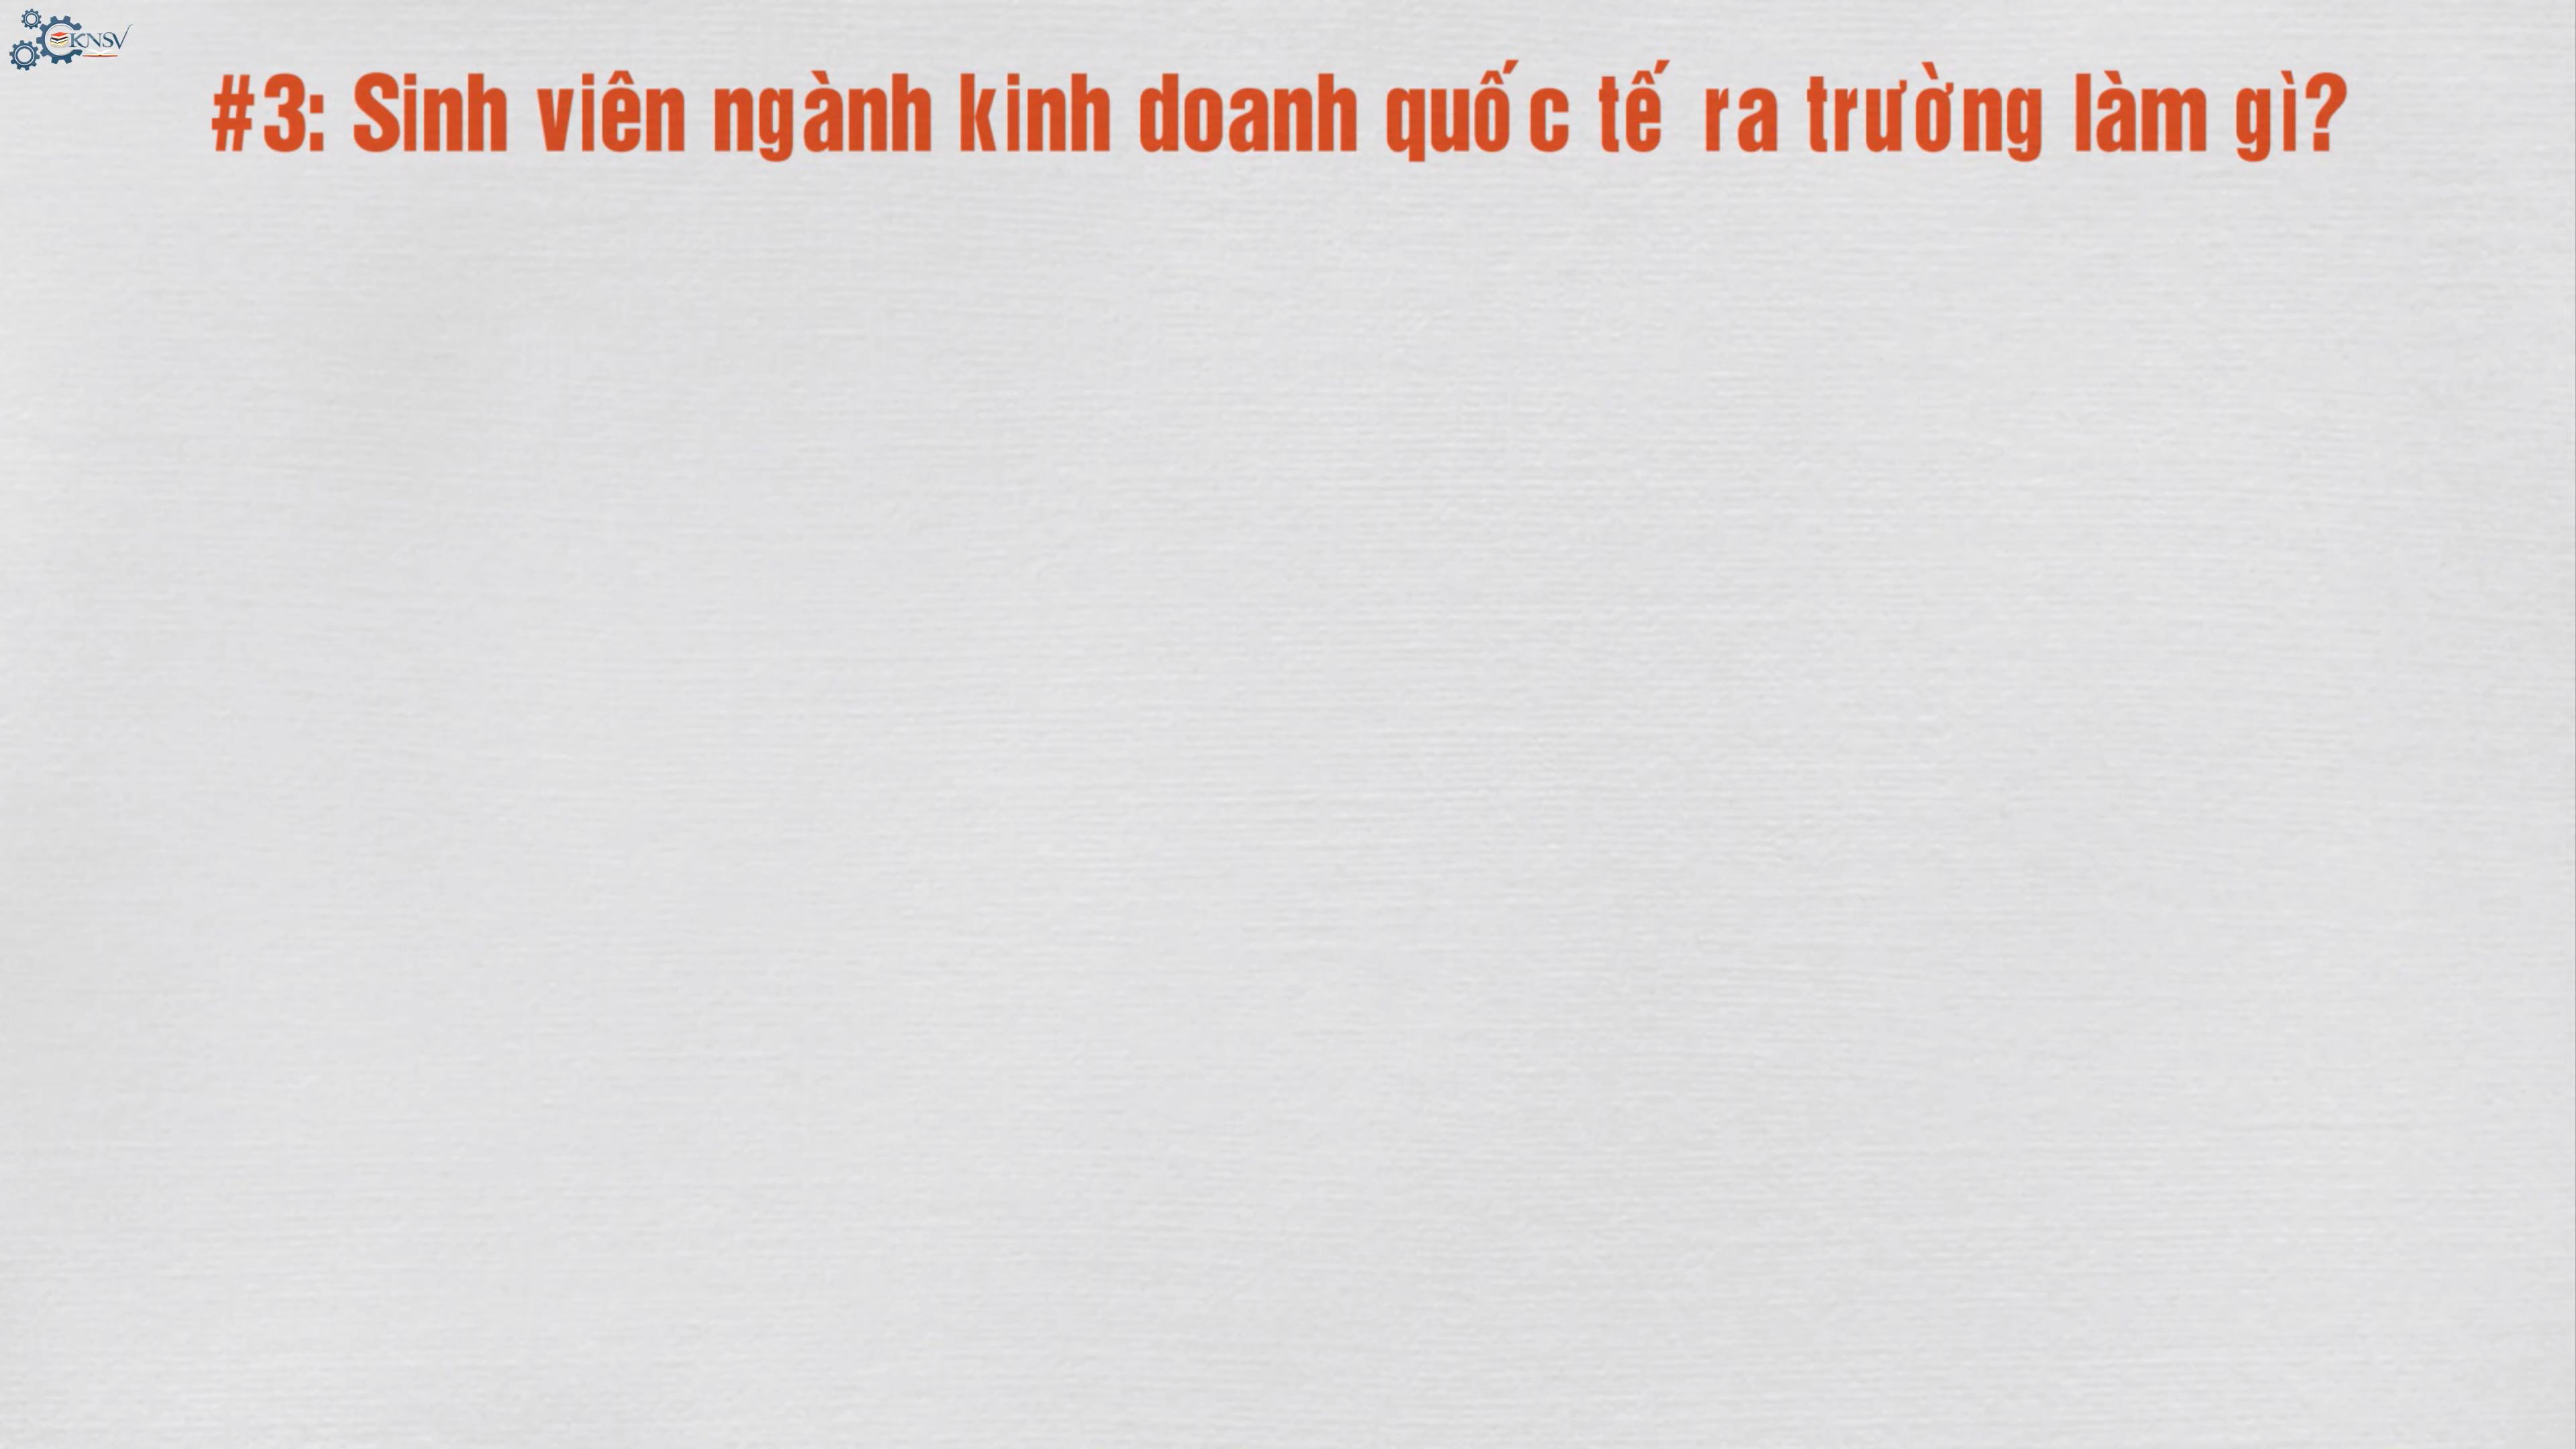 KNSV
#3: Sinh viên ngành kinh doanh quốc tế ra trường làm gì?